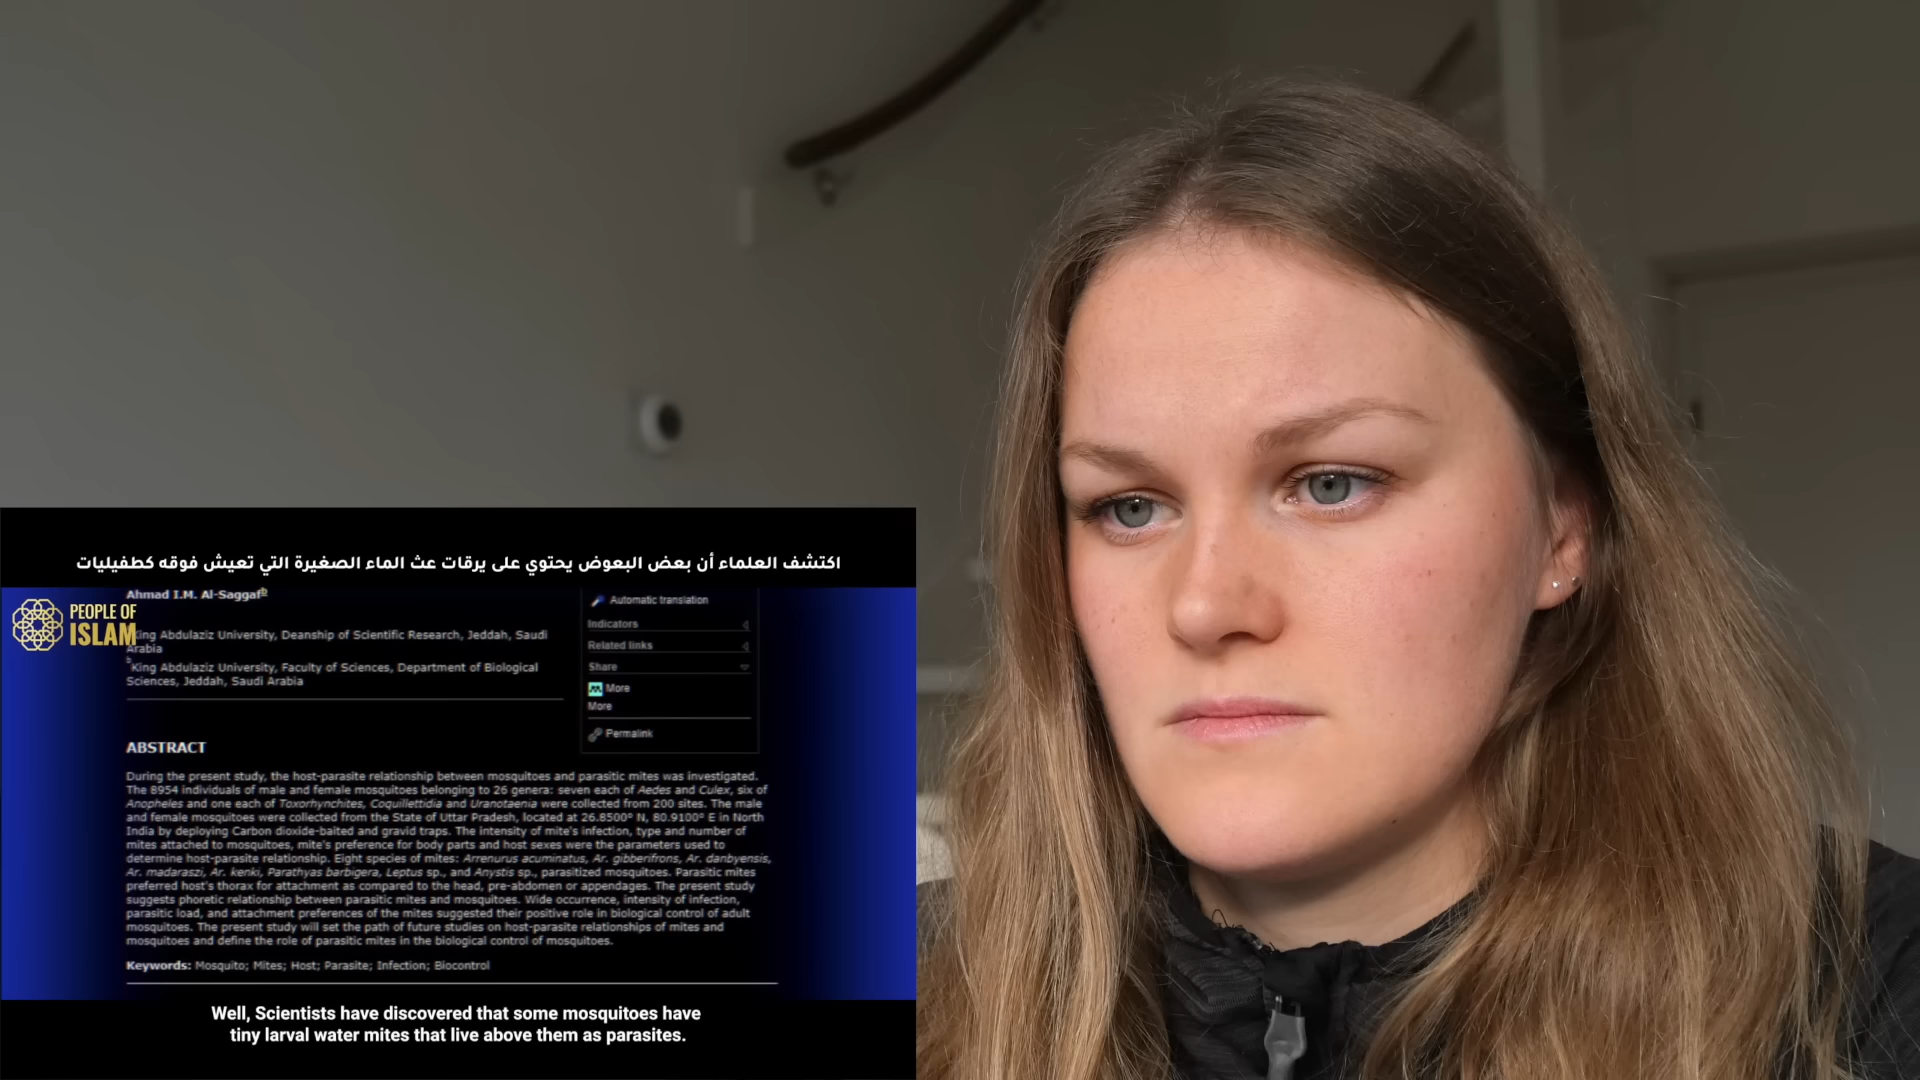 اكتشف العلماء أن بعض البعوض يحتوي على يرقات عث الماء الصغيرة التي تعيش فوقه كطفيليات
PEOPLE OF
ISLAM
Ahmad I.M. Al-Saggaf
b
King Abdulaziz University, Deanship of Scientific Research, Jeddah, Saudi
Arabia
b
King Abdulaziz University, Faculty of Sciences, Department of Biological
Sciences, Jeddah, Saudi Arabia
Automatic translation
Indicators
Related links
Share
More
More
Permalink
ABSTRACT
During the present study, the host-parasite relationship between mosquitoes and parasitic mites was investigated.
The 8954 individuals of male and female mosquitoes belonging to 26 genera: seven each of Aedes and Culex, six of
Anopheles and one each of Toxorhynchites, Coquillettidia and Uranotaenia were collected from 200 sites. The male
and female mosquitoes were collected from the State of Uttar Pradesh, located at 26.8500° N, 80.9100° E in North
India by deploying Carbon dioxide-baited and gravid traps. The intensity of mite's infection, type and number of
mites attached to mosquitoes, mite's preference for body parts and host sexes were the parameters used to
determine host-parasite relationship. Eight species of mites: Arrenurus acuminatus, Ar. gibberifrons, Ar. danbyensis,
Ar. madaraszi, Ar. kenki, Parathyas barbigera, Leptus sp., and Anystis sp., parasitized mosquitoes. Parasitic mites
preferred host's thorax for attachment as compared to the head, pre-abdomen or appendages. The present study
suggests phoretic relationship between parasitic mites and mosquitoes. Wide occurrence, intensity of infection,
parasitic load, and attachment preferences of the mites suggested their positive role in biological control of adult
mosquitoes. The present study will set the path of future studies on host-parasite relationships of mites and
mosquitoes and define the role of parasitic mites in the biological control of mosquitoes.
Keywords: Mosquito; Mites; Host; Parasite; Infection; Biocontrol
Well, Scientists have discovered that some mosquitoes have
tiny larval water mites that live above them as parasites.